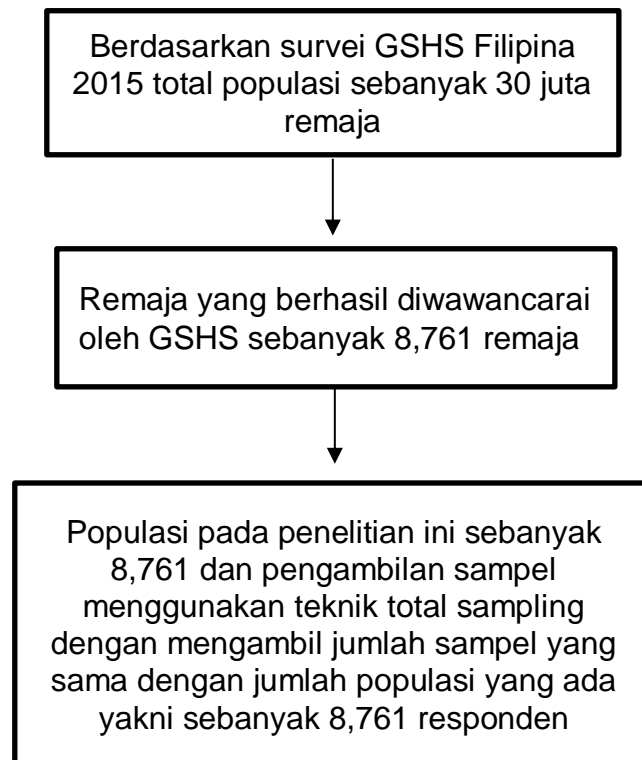 Berdasarkan survei GSHS Filipina
2015 total populasi sebanyak 30 juta
remaja
Remaja yang berhasil diwawancarai
oleh GSHS sebanyak 8,761 remaja
Populasi pada penelitian ini sebanyak
8,761 dan pengambilan sampel
menggunakan teknik total sampling
dengan mengambil jumlah sampel yang
sama dengan jumlah populasi yang ada
yakni sebanyak 8,761 responden